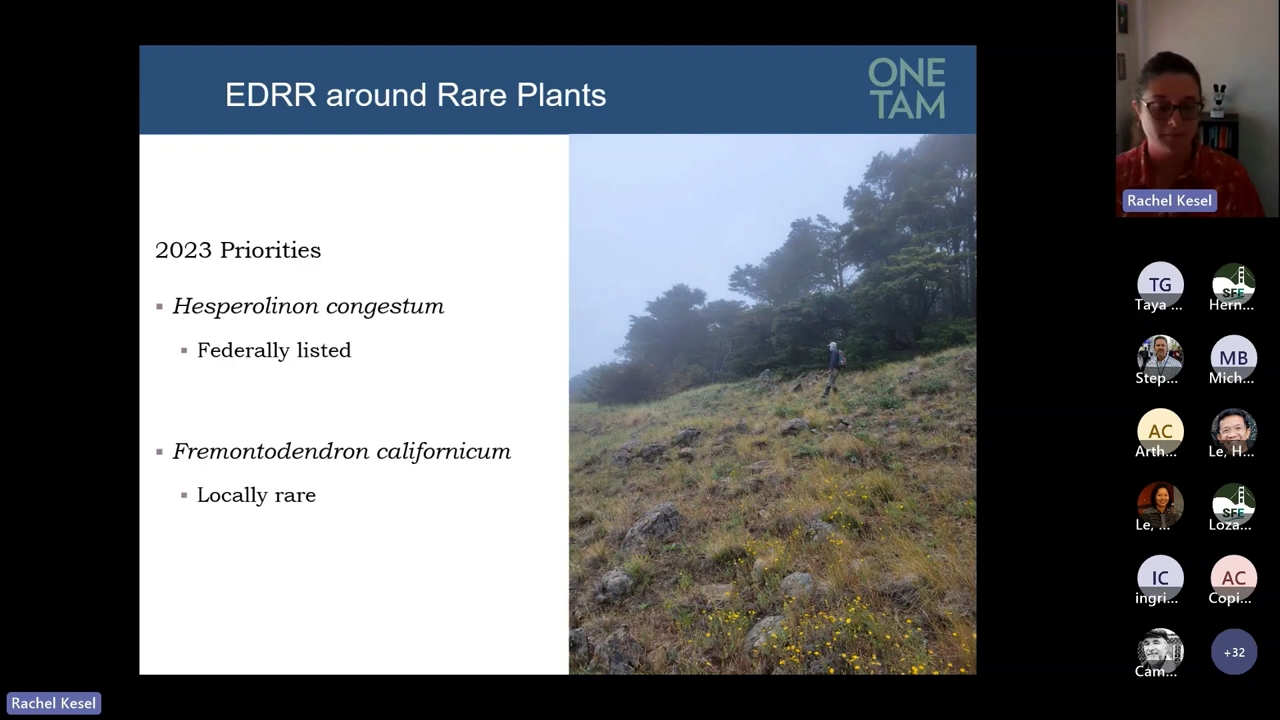 EDRR around Rare Plants
ONE
TAM
2023 Priorities
Hesperolinon congestum
Federally listed
Fremontodendron californicum
Locally rare
Rachel Kesel
TG
Taya ...
SFE
Hern...
Step...
MB
Mich...
AC
Arth...
Le, H...
Le, ...
SFE
Loza...
IC
ingri...
AC
Copi...
Cam...
+32
Rachel Kesel